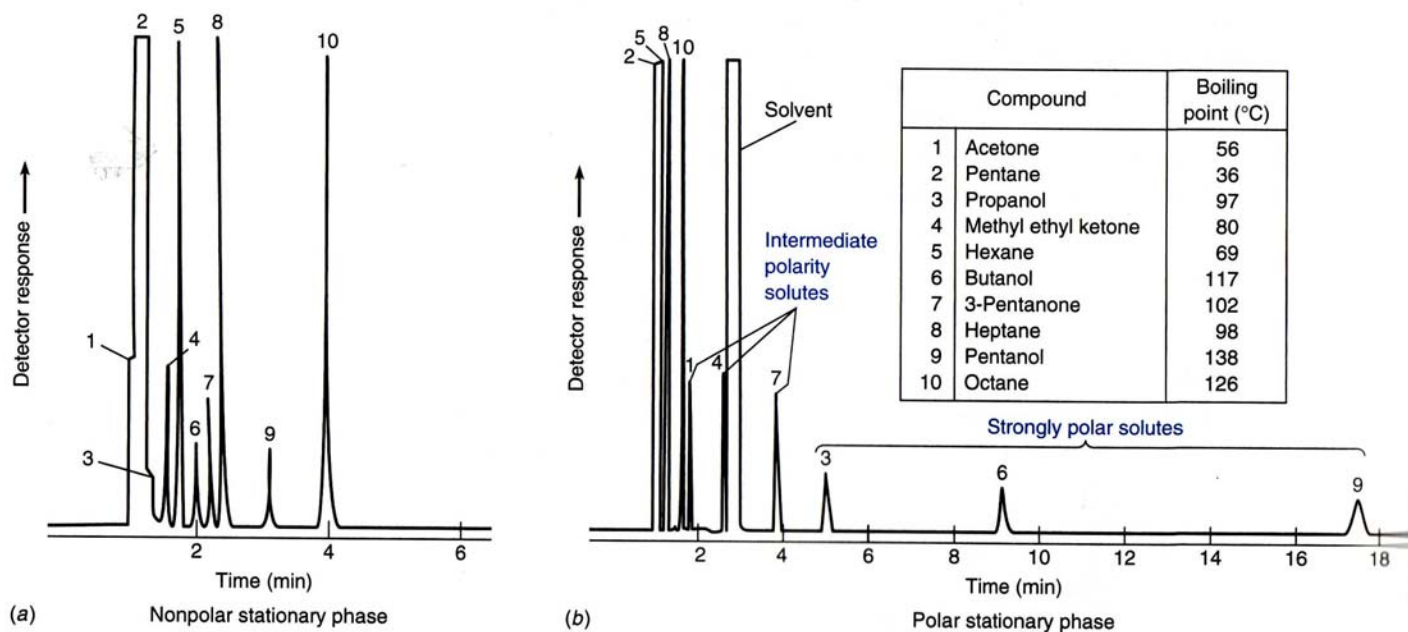 2
5
8
10
1
4
7
6
9
3
Detector response
2
4
6
Time (min)
(a) Nonpolar stationary phase
5
8
10
2
Solvent
Intermediate
polarity
solutes
1
4
7
Strongly polar solutes
3
6
9
Detector response
2
4
6
8
10
12
14
16
18
Time (min)
(b) Polar stationary phase
Compound Boiling
point (°C)
1 Acetone 56
2 Pentane 36
3 Propanol 97
4 Methyl ethyl ketone 80
5 Hexane 69
6 Butanol 117
7 3-Pentanone 102
8 Heptane 98
9 Pentanol 138
10 Octane 126